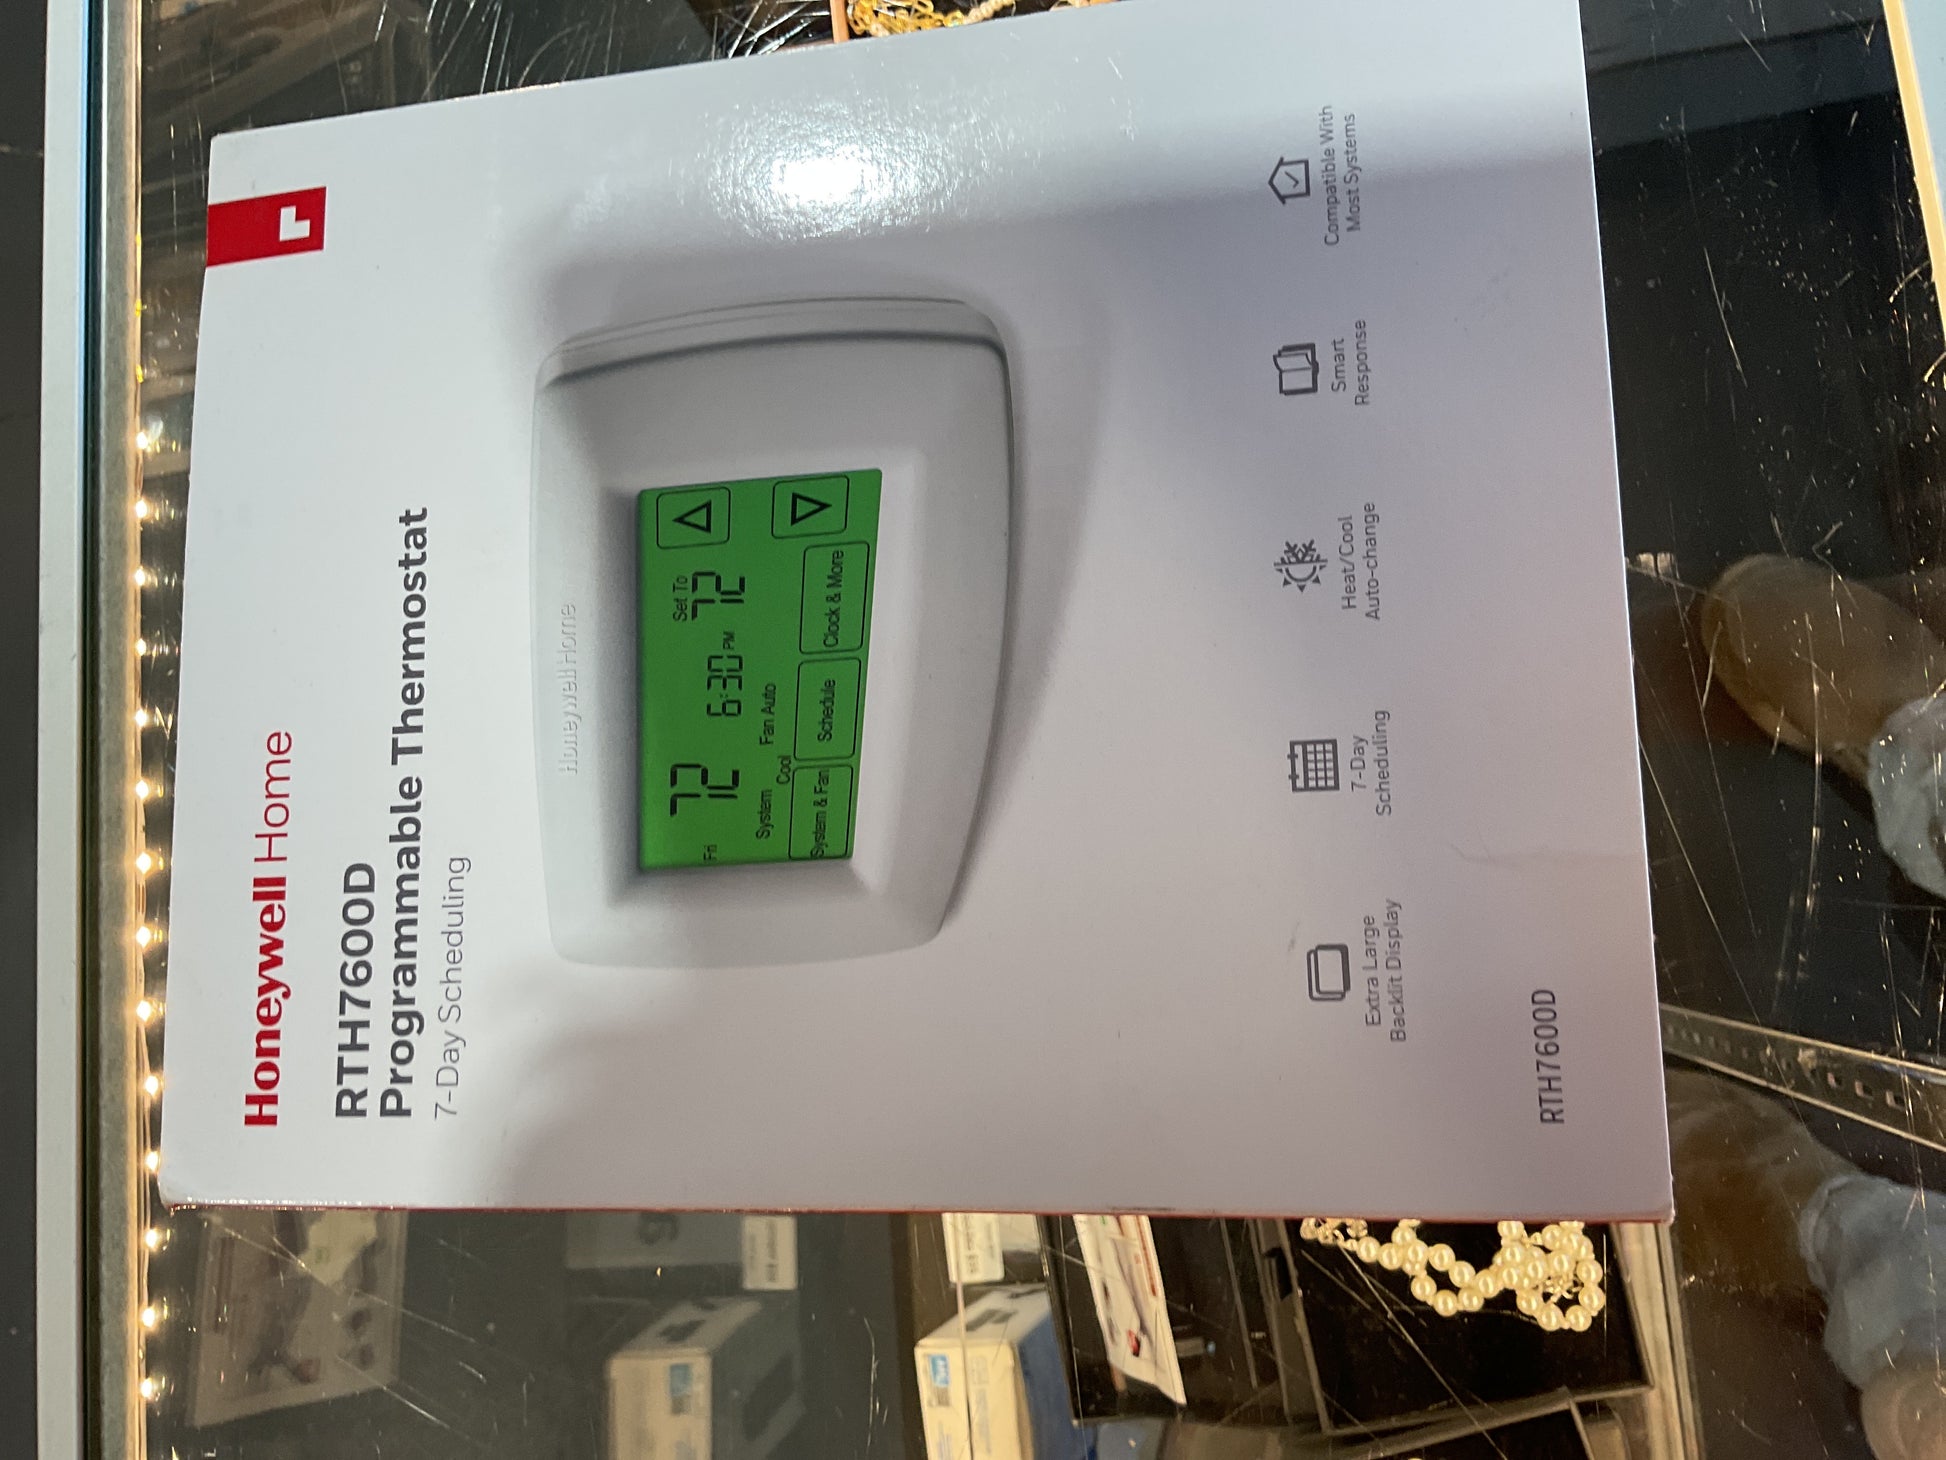 Honeywell Home
RTH7600D
Programmable Thermostat
7-Day Scheduling
Honeywell Home
Fri
72
6:30 PM
Set To
72
System
Cool
Fan Auto
System & Fan
Schedule
Clock & More
Extra Large
Backlit Display
7-Day
Scheduling
Heat/Cool
Auto-change
Smart
Response
Compatible With
Most Systems
RTH7600D